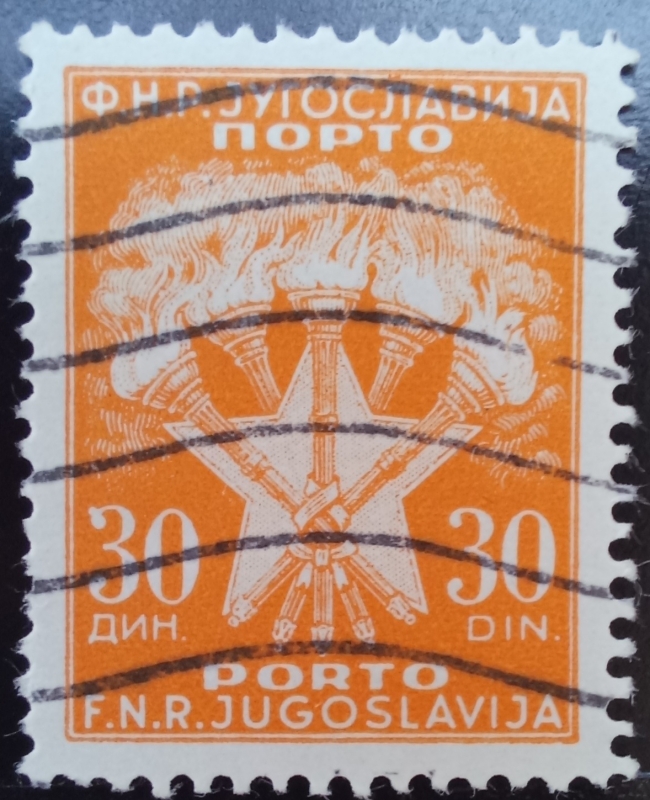 Ф.Н.Р.ЈУГОСЛАВИЈА
ПОРТО
30 30
ДИН. DIN.
PORTO
F.N.R.JUGOSLAVIJA